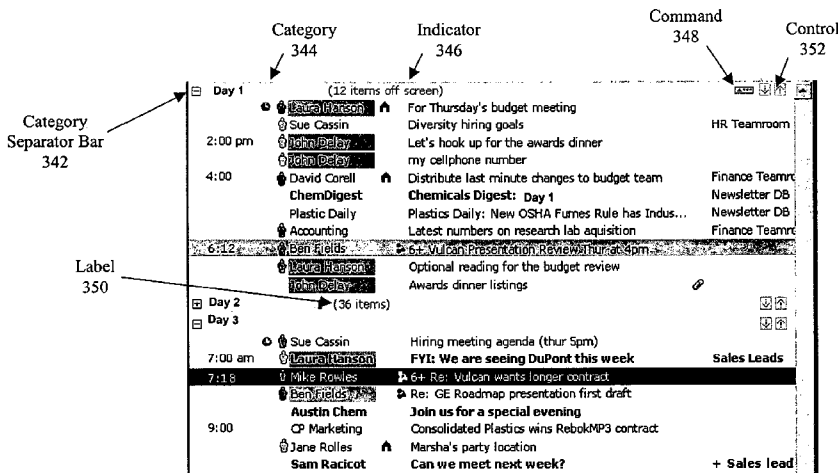 Category
344
Indicator
346
Command
348
Control
352
Category
Separator Bar
342
Label
350
Day 1 (12 items off screen)
Laura Hanson For Thursday's budget meeting
Sue Cassin Diversity hiring goals HR Teamroom
2:00 pm John Delay Let's hook up for the awards dinner
John Delay my cellphone number
4:00 David Corell Distribute last minute changes to budget team Finance Teamr
ChemDigest Chemicals Digest: Day 1 Newsletter DB
Plastic Daily Plastics Daily: New OSHA Fumes Rule has Indus... Newsletter DB
Accounting Latest numbers on research lab aquisition Finance Teamr
6:12 Ben Fields 6+ Vulcan Presentation Review Thur at 4pm
Laura Hanson Optional reading for the budget review
John Delay Awards dinner listings
Day 2 (36 items)
Day 3
Sue Cassin Hiring meeting agenda (thur 5pm)
7:00 am Laura Hanson FYI: We are seeing DuPont this week Sales Leads
7:18 Mike Rowles 6+ Re: Vulcan wants longer contract
Ben Fields Re: GE Roadmap presentation first draft
Austin Chem Join us for a special evening
9:00 CP Marketing Consolidated Plastics wins RebokMP3 contract
Jane Rolles Marsha's party location
Sam Racicot Can we meet next week? + Sales lead